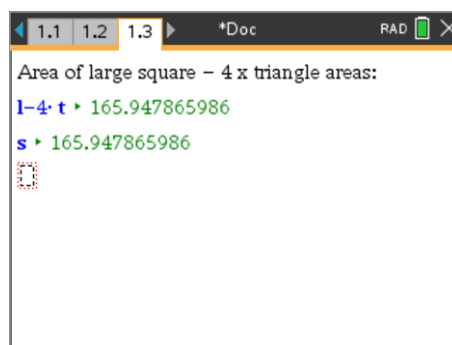 1.1 1.2 1.3 *Doc RAD
Area of large square – 4 x triangle areas:
l−4· t ▸ 165.947865986
s ▸ 165.947865986